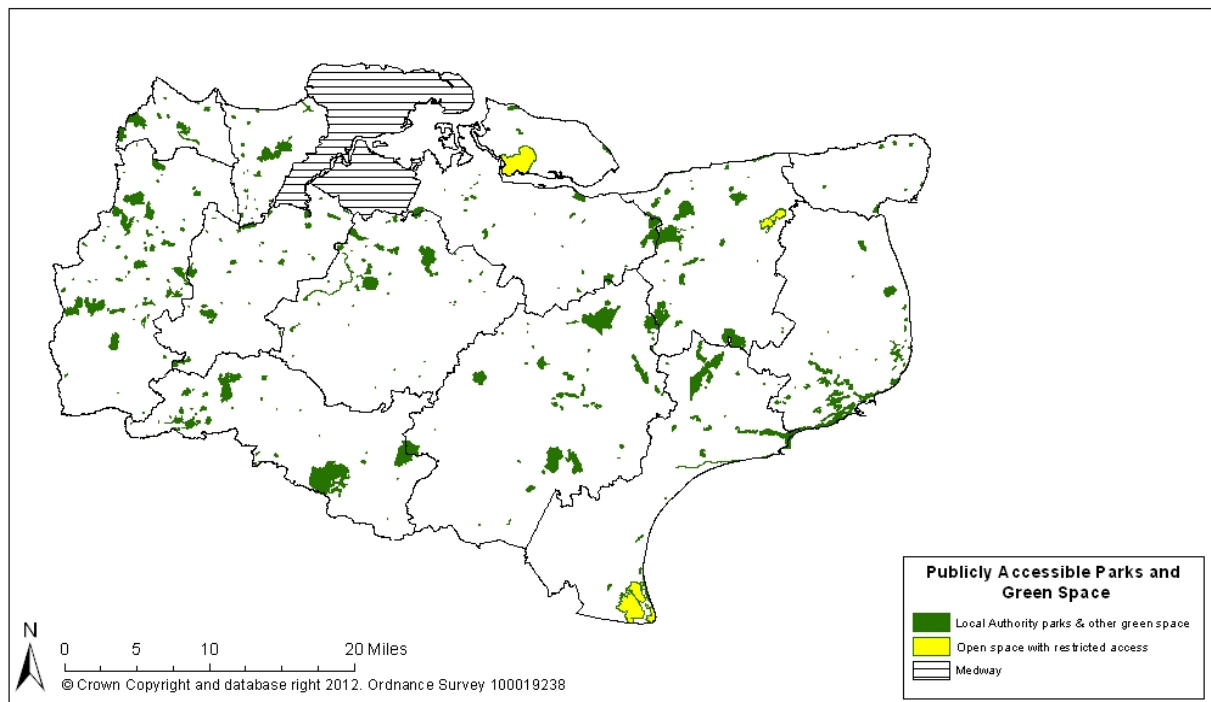 Publicly Accessible Parks and
Green Space
Local Authority parks & other green space
Open space with restricted access
Medway
N
0 5 10 20 Miles
© Crown Copyright and database right 2012. Ordnance Survey 100019238